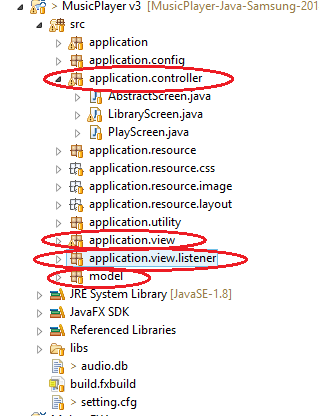 > MusicPlayer v3 [MusicPlayer-Java-Samsung-201
src
application
application.config
application.controller
AbstractScreen.java
LibraryScreen.java
PlayScreen.java
application.resource
application.resource.css
application.resource.image
application.resource.layout
application.utility
application.view
application.view.listener
model
JRE System Library [JavaSE-1.8]
JavaFX SDK
Referenced Libraries
libs
> audio.db
build.fxbuild
> setting.cfg